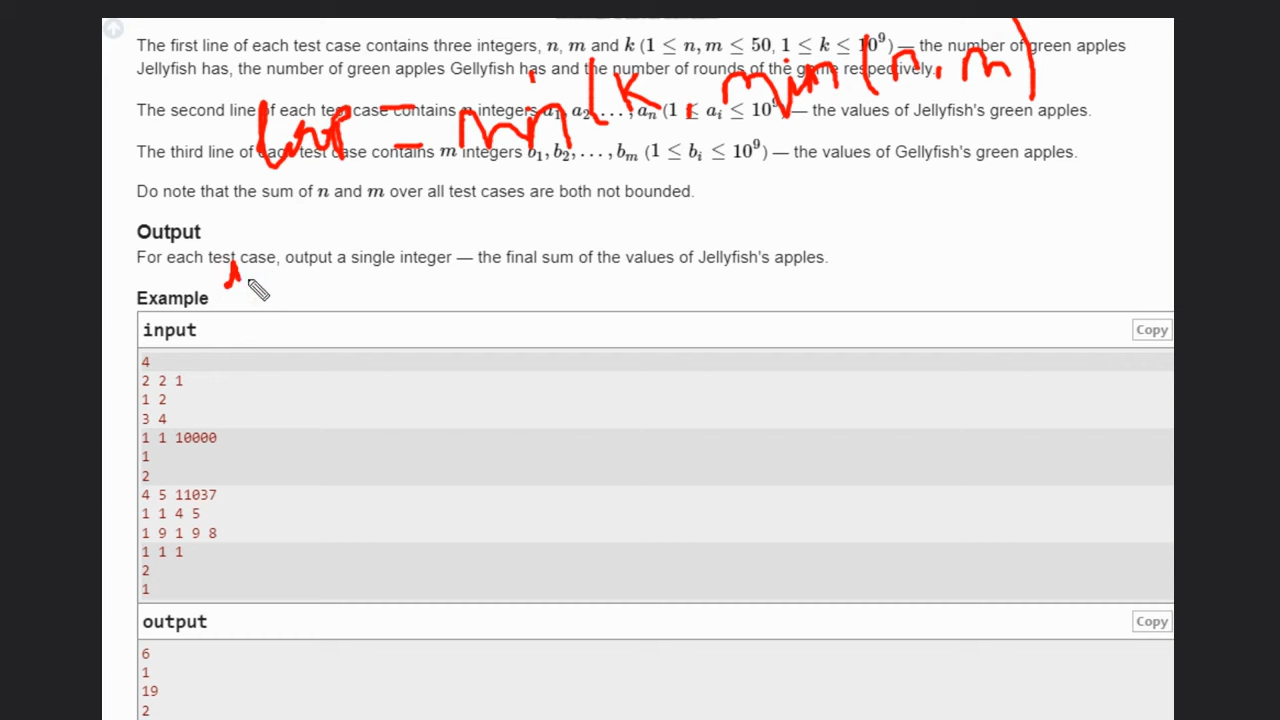 The first line of each test case contains three integers, n, m and k (1 ≤ n, m ≤ 50, 1 ≤ k ≤ 10^9) — the number of green apples
Jellyfish has, the number of green apples Gellyfish has and the number of rounds of the game respectively.
loop = min(k, min(n, m))
The second line of each test case contains n integers a_1, a_2, ..., a_n (1 ≤ a_i ≤ 10^9) — the values of Jellyfish's green apples.
The third line of each test case contains m integers b_1, b_2, ..., b_m (1 ≤ b_i ≤ 10^9) — the values of Gellyfish's green apples.
Do note that the sum of n and m over all test cases are both not bounded.
Output
For each test case, output a single integer — the final sum of the values of Jellyfish's apples.
Example
input
Copy
4
2 2 1
1 2
3 4
1 1 10000
1
2
4 5 11037
1 1 4 5
1 9 1 9 8
1 1 1
2
1
output
Copy
6
1
19
2